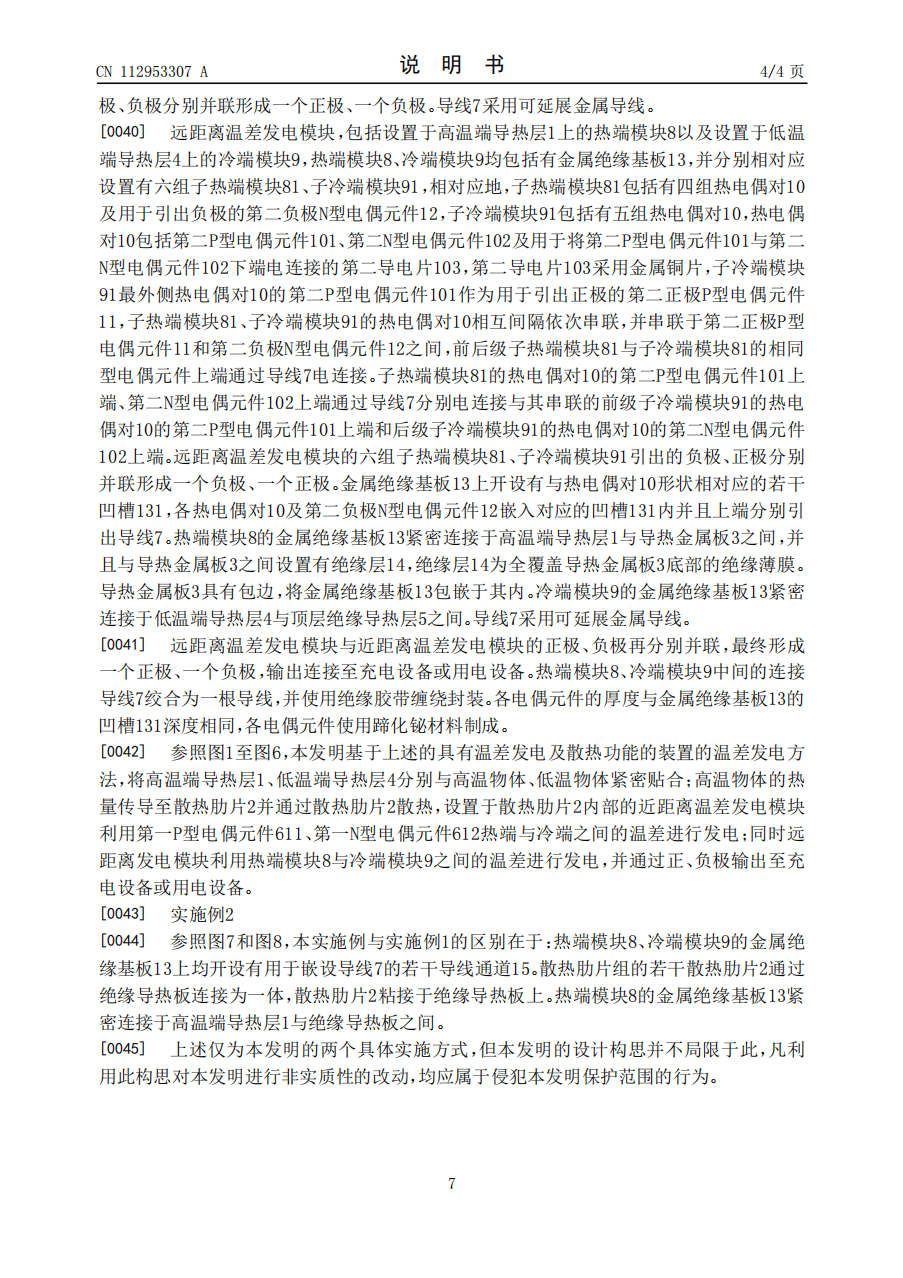 CN 112953307 A
说 明 书
4/4 页
极、负极分别并联形成一个正极、一个负极。导线7采用可延展金属导线。
[0040] 远距离温差发电模块,包括设置于高温端导热层1上的热端模块8以及设置于低温
端导热层4上的冷端模块9,热端模块8、冷端模块9均包括有金属绝缘基板13,并分别相对应
设置有六组子热端模块81、子冷端模块91,相对应地,子热端模块81包括有四组热电偶对10
及用于引出负极的第二负极N型电偶元件12,子冷端模块91包括有五组热电偶对10,热电偶
对10包括第二P型电偶元件101、第二N型电偶元件102及用于将第二P型电偶元件101与第二
N型电偶元件102下端电连接的第二导电片103,第二导电片103采用金属铜片,子冷端模块
91最外侧热电偶对10的第二P型电偶元件101作为用于引出正极的第二正极P型电偶元件
11,子热端模块81、子冷端模块91的热电偶对10相互间隔依次串联,并串联于第二正极P型
电偶元件11和第二负极N型电偶元件12之间,前后级子热端模块81与子冷端模块81的相同
型电偶元件上端通过导线7电连接。子热端模块81的热电偶对10的第二P型电偶元件101上
端、第二N型电偶元件102上端通过导线7分别电连接与其串联的前级子冷端模块91的热电
偶对10的第二P型电偶元件101上端和后级子冷端模块91的热电偶对10的第二N型电偶元件
102上端。远距离温差发电模块的六组子热端模块81、子冷端模块91引出的负极、正极分别
并联形成一个负极、一个正极。金属绝缘基板13上开设有与热电偶对10形状相对应的若干
凹槽131,各热电偶对10及第二负极N型电偶元件12嵌入对应的凹槽131内并且上端分别引
出导线7。热端模块8的金属绝缘基板13紧密连接于高温端导热层1与导热金属板3之间,并
且与导热金属板3之间设置有绝缘层14,绝缘层14为全覆盖导热金属板3底部的绝缘薄膜。
导热金属板3具有包边,将金属绝缘基板13包嵌于其内。冷端模块9的金属绝缘基板13紧密
连接于低温端导热层4与顶层绝缘导热层5之间。导线7采用可延展金属导线。
[0041] 远距离温差发电模块与近距离温差发电模块的正极、负极再分别并联,最终形成
一个正极、一个负极,输出连接至充电设备或用电设备。热端模块8、冷端模块9中间的连接
导线7绞合为一根导线,并使用绝缘胶带缠绕封装。各电偶元件的厚度与金属绝缘基板13的
凹槽131深度相同,各电偶元件使用蹄化铋材料制成。
[0042] 参照图1至图6,本发明基于上述的具有温差发电及散热功能的装置的温差发电方
法,将高温端导热层1、低温端导热层4分别与高温物体、低温物体紧密贴合;高温物体的热
量传导至散热肋片2并通过散热肋片2散热,设置于散热肋片2内部的近距离温差发电模块
利用第一P型电偶元件611、第一N型电偶元件612热端与冷端之间的温差进行发电;同时远
距离发电模块利用热端模块8与冷端模块9之间的温差进行发电,并通过正、负极输出至充
电设备或用电设备。
[0043] 实施例2
[0044] 参照图7和图8,本实施例与实施例1的区别在于:热端模块8、冷端模块9的金属绝
缘基板13上均开设有用于嵌设导线7的若干导线通道15。散热肋片组的若干散热肋片2通过
绝缘导热板连接为一体,散热肋片2粘接于绝缘导热板上。热端模块8的金属绝缘基板13紧
密连接于高温端导热层1与绝缘导热板之间。
[0045] 上述仅为本发明的两个具体实施方式,但本发明的设计构思并不局限于此,凡利
用此构思对本发明进行非实质性的改动,均应属于侵犯本发明保护范围的行为。
7